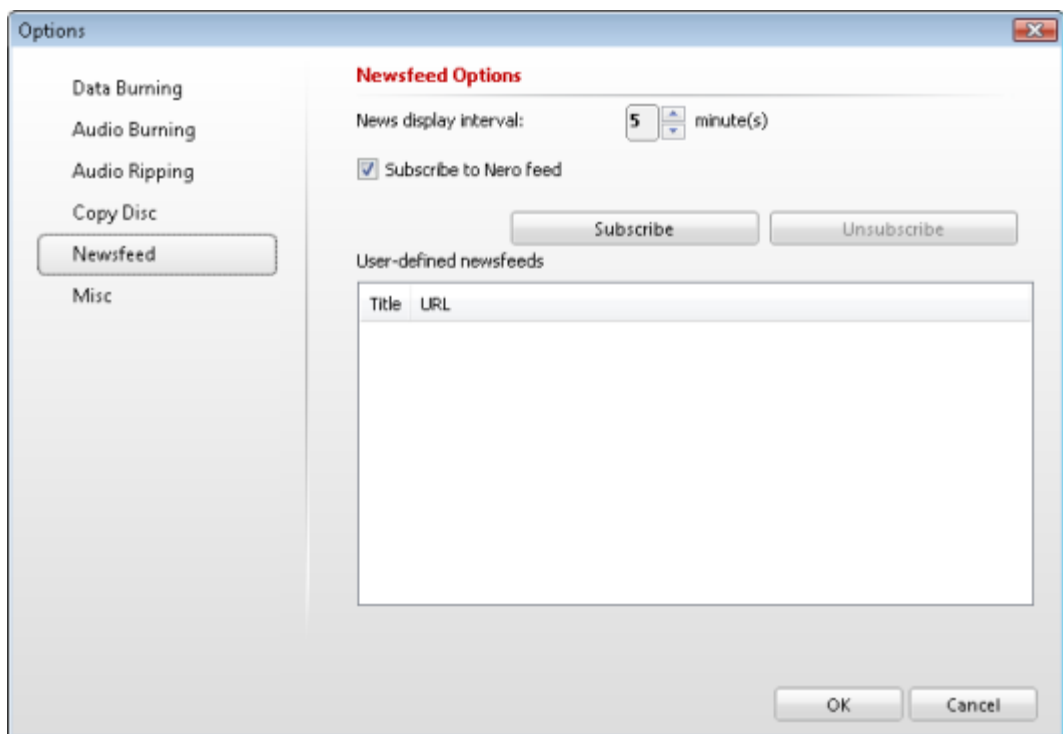 Options
Data Burning
Audio Burning
Audio Ripping
Copy Disc
Newsfeed
Misc
Newsfeed Options
News display interval: 5 minute(s)
Subscribe to Nero feed
Subscribe Unsubscribe
User-defined newsfeeds
Title URL
OK Cancel